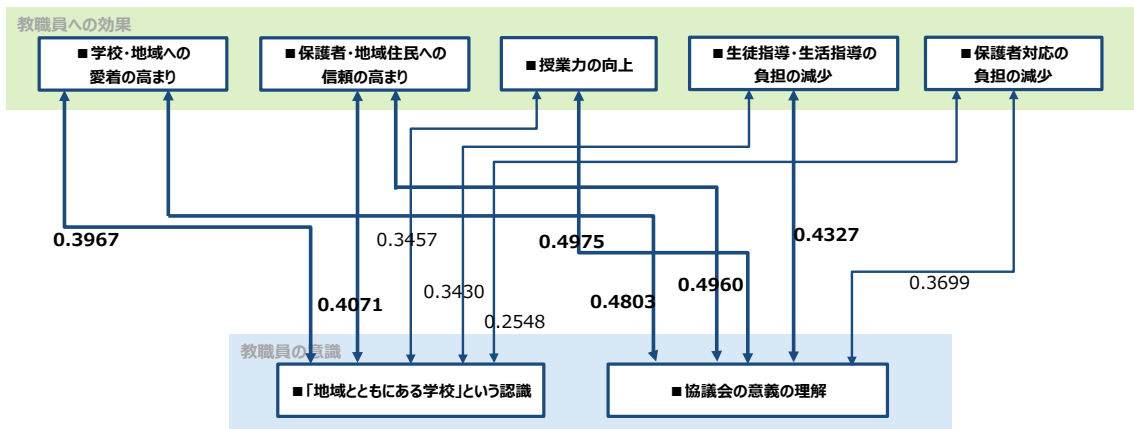 教職員への効果
■学校・地域への
愛着の高まり
■保護者・地域住民への
信頼の高まり
■授業力の向上
■生徒指導・生活指導の
負担の減少
■保護者対応の
負担の減少
0.3967
0.3457
0.4975
0.4327
0.4071
0.3430
0.2548
0.4803
0.4960
0.3699
教職員の意識
■「地域とともにある学校」という認識
■協議会の意義の理解